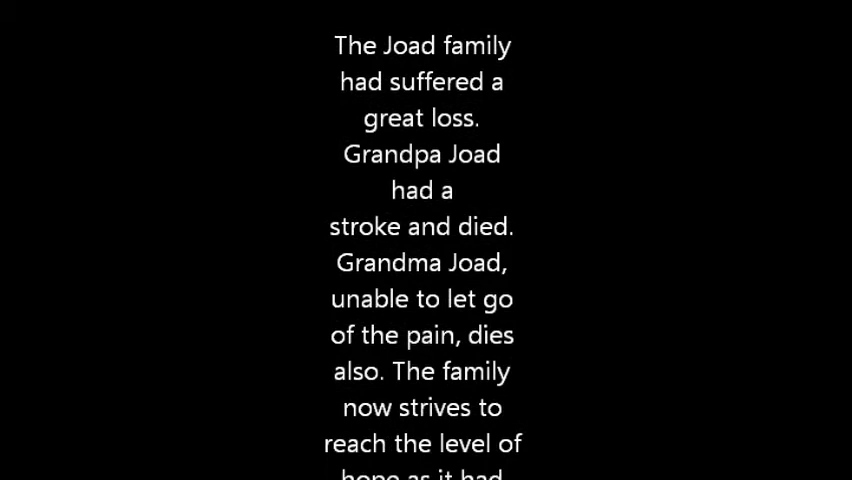 The Joad family
had suffered a
great loss.
Grandpa Joad
had a
stroke and died.
Grandma Joad,
unable to let go
of the pain, dies
also. The family
now strives to
reach the level of
hope as it had